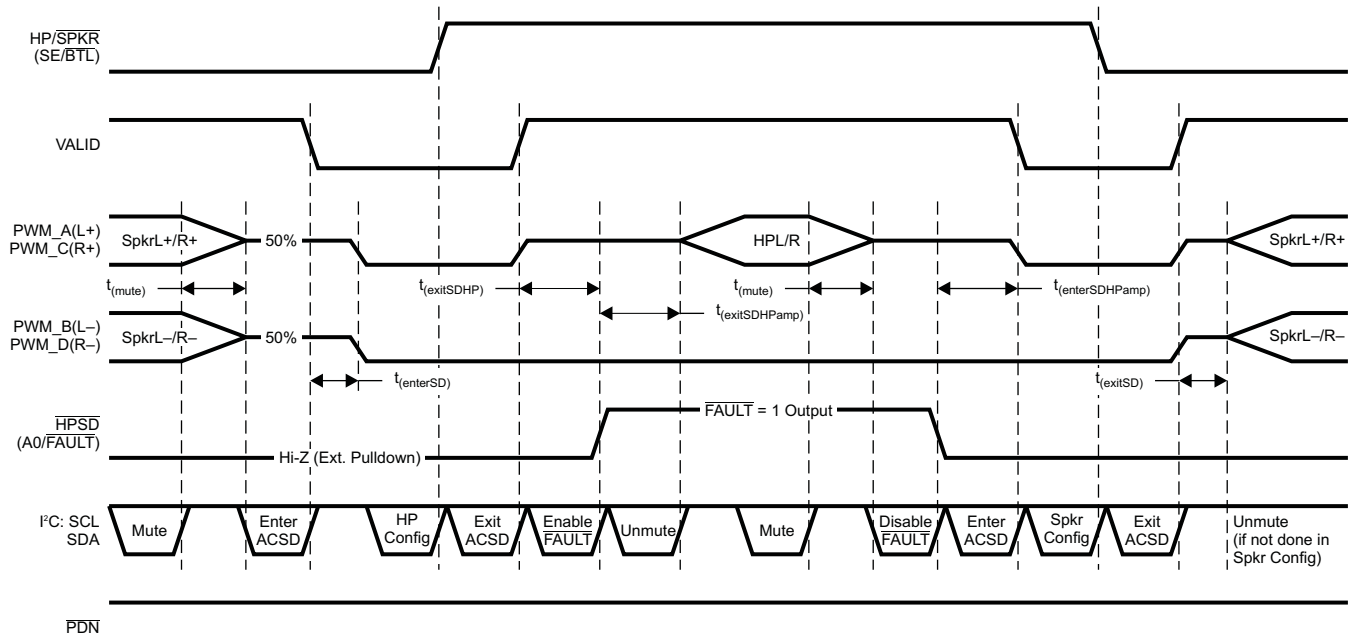 HP/SPKR
(SE/BTL)
VALID
PWM_A(L+)
PWM_C(R+)
SpkrL+/R+
50%
HPL/R
SpkrL+/R+
t(mute)
t(exitSDHP)
t(mute)
t(enterSDHPamp)
t(exitSDHPamp)
PWM_B(L–)
PWM_D(R–)
SpkrL–/R–
50%
SpkrL–/R–
t(enterSD)
t(exitSD)
HPSD
(A0/FAULT)
FAULT = 1 Output
Hi-Z (Ext. Pulldown)
I²C: SCL
SDA
Mute
Enter
ACSD
HP
Config
Exit
ACSD
Enable
FAULT
Unmute
Mute
Disable
FAULT
Enter
ACSD
Spkr
Config
Exit
ACSD
Unmute
(if not done in
Spkr Config)
PDN